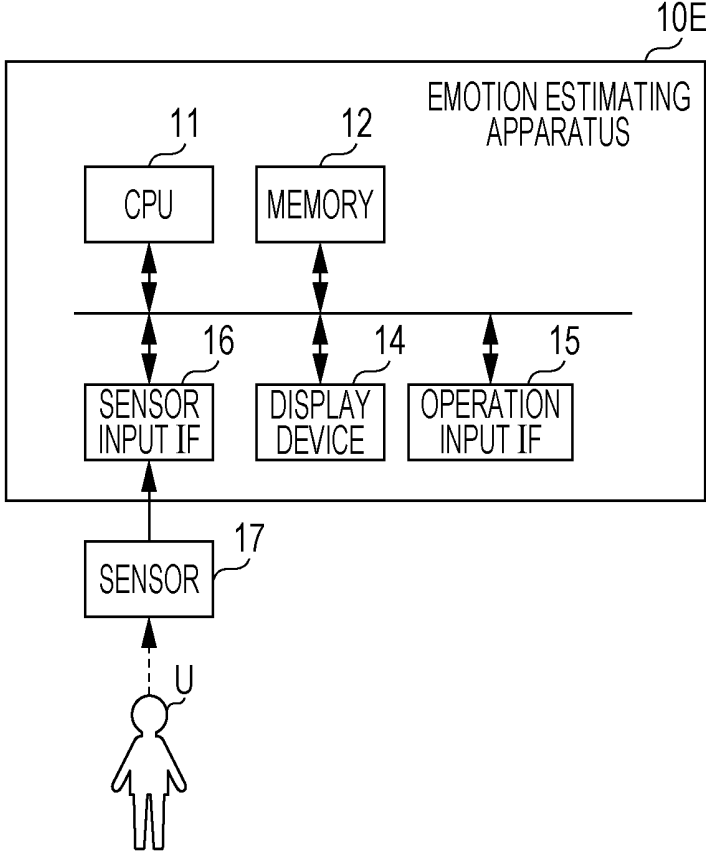 10E
EMOTION ESTIMATING
APPARATUS
11
12
CPU
MEMORY
16
14
15
SENSOR
INPUT IF
DISPLAY
DEVICE
OPERATION
INPUT IF
17
SENSOR
U